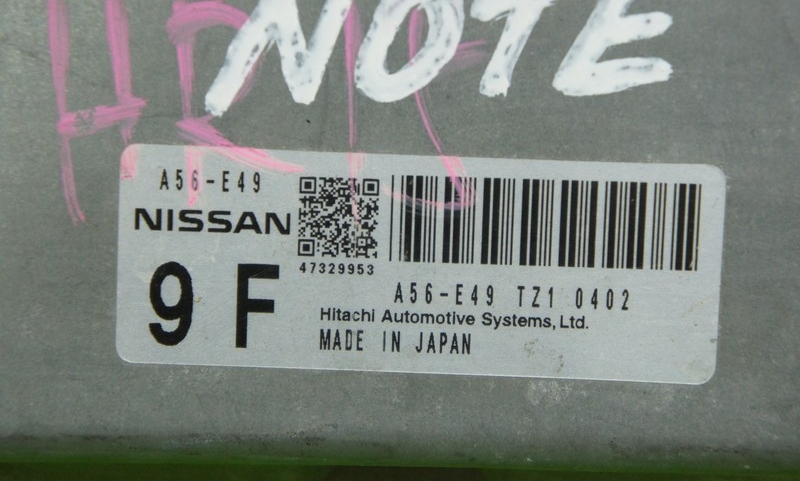 NOTE
A56-E49
NISSAN
47329953
9 F
A56-E49 TZ1 0402
Hitachi Automotive Systems, Ltd.
MADE IN JAPAN